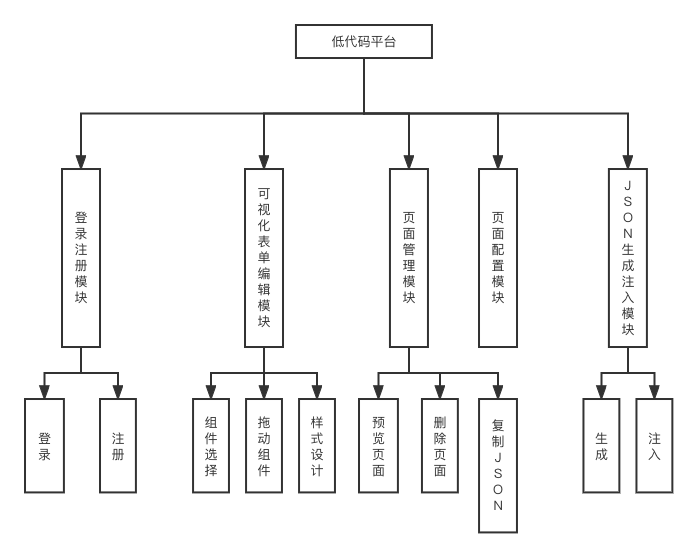 低代码平台
登录注册模块
可视化表单编辑模块
页面管理模块
页面配置模块
JSON生成注入模块
登录
注册
组件选择
拖动组件
样式设计
预览页面
删除页面
复制JSON
生成
注入